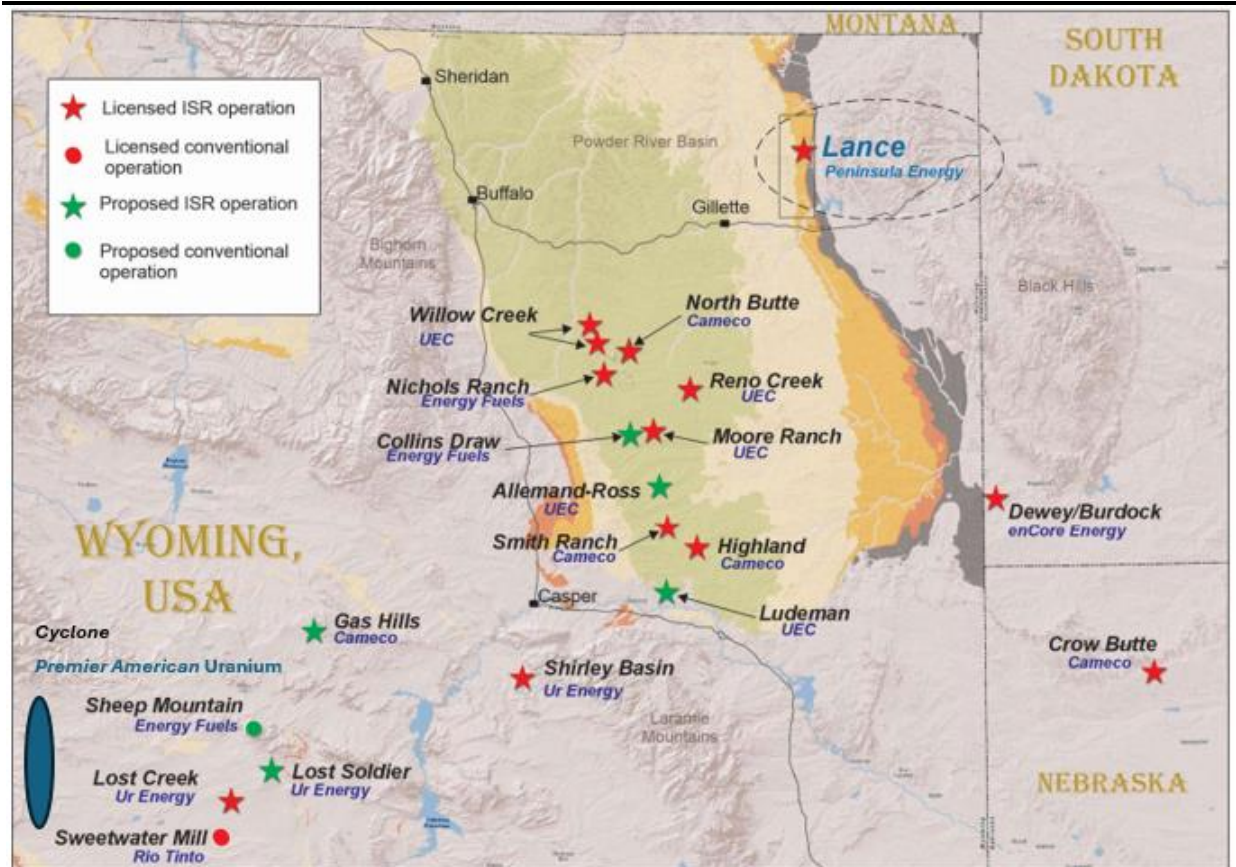 MONTANA
SOUTH
DAKOTA
Sheridan
Licensed ISR operation
Licensed conventional
operation
Proposed ISR operation
Proposed conventional
operation
Powder River Basin
Lance
Peninsula Energy
Buffalo
Gillette
Bighorn
Mountains
Black Hills
Willow Creek
UEC
North Butte
Cameco
Nichols Ranch
Energy Fuels
Reno Creek
UEC
Collins Draw
Energy Fuels
Moore Ranch
UEC
Allemand-Ross
UEC
Dewey/Burdock
enCore Energy
Smith Ranch
Cameco
Highland
Cameco
WYOMING,
USA
Casper
Ludeman
UEC
Gas Hills
Cameco
Cyclone
Premier American Uranium
Crow Butte
Cameco
Shirley Basin
Ur Energy
Sheep Mountain
Energy Fuels
Laramie
Mountains
Lost Creek
Ur Energy
Lost Soldier
Ur Energy
NEBRASKA
Sweetwater Mill
Rio Tinto